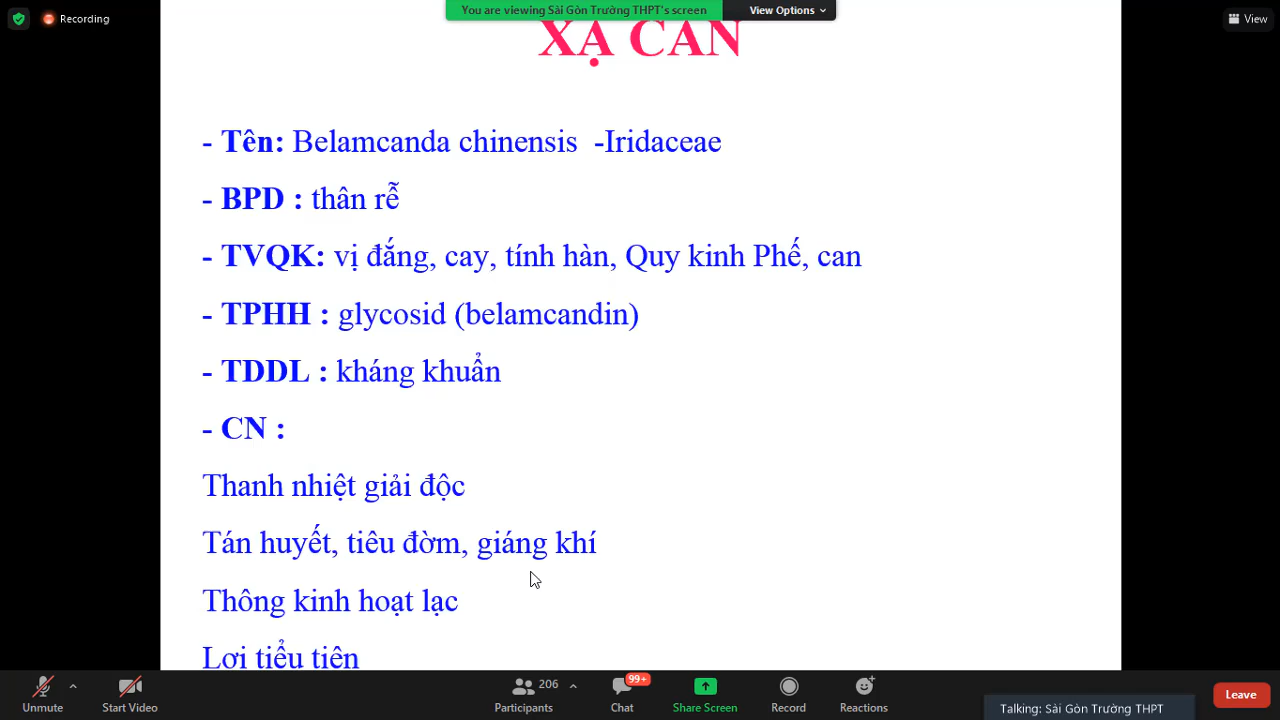 Recording
You are viewing Sài Gòn Trường THPT's screen
View Options
View
XẠ CAN
- Tên: Belamcanda chinensis -Iridaceae
- BPD : thân rễ
- TVQK: vị đắng, cay, tính hàn, Quy kinh Phế, can
- TPHH : glycosid (belamcandin)
- TDDL : kháng khuẩn
- CN :
Thanh nhiệt giải độc
Tán huyết, tiêu đờm, giáng khí
Thông kinh hoạt lạc
Lợi tiểu tiện
Unmute
Start Video
206
Participants
99+
Chat
Share Screen
Record
Reactions
Talking: Sài Gòn Trường THPT
Leave